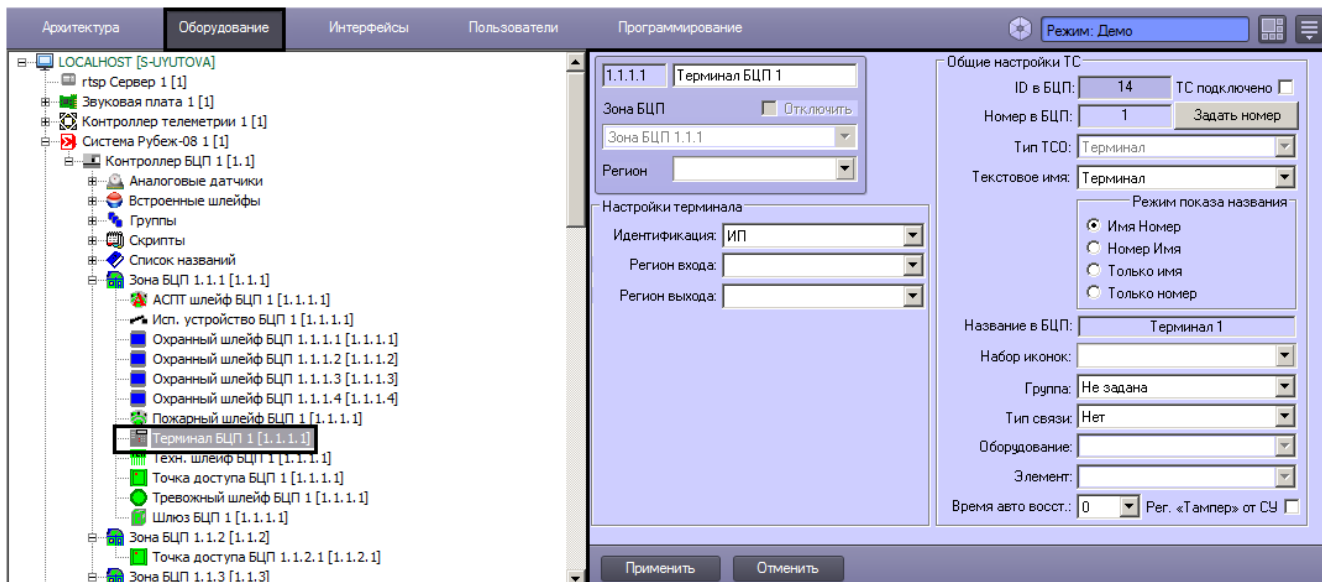 Архитектура Оборудование Интерфейсы Пользователи Программирование Режим: Демо
LOCALHOST [S-UYUTOVA]
rtsp Сервер 1 [1]
Звуковая плата 1 [1]
Контроллер телеметрии 1 [1]
Система Рубеж-08 1 [1]
Контроллер БЦП 1 [1.1]
Аналоговые датчики
Встроенные шлейфы
Группы
Скрипты
Список названий
Зона БЦП 1.1.1 [1.1.1]
АСПТ шлейф БЦП 1 [1.1.1.1]
Исп. устройство БЦП 1 [1.1.1.1]
Охранный шлейф БЦП 1.1.1.1 [1.1.1.1]
Охранный шлейф БЦП 1.1.1.2 [1.1.1.2]
Охранный шлейф БЦП 1.1.1.3 [1.1.1.3]
Охранный шлейф БЦП 1.1.1.4 [1.1.1.4]
Пожарный шлейф БЦП 1 [1.1.1.1]
Терминал БЦП 1 [1.1.1.1]
Техн. шлейф БЦП 1 [1.1.1.1]
Точка доступа БЦП 1 [1.1.1.1]
Тревожный шлейф БЦП 1 [1.1.1.1]
Шлюз БЦП 1 [1.1.1.1]
Зона БЦП 1.1.2 [1.1.2]
Точка доступа БЦП 1.1.2.1 [1.1.2.1]
Зона БЦП 1.1.3 [1.1.3]
1.1.1.1 Терминал БЦП 1
Зона БЦП Отключить
Зона БЦП 1.1.1
Регион
Настройки терминала
Идентификация: ИП
Регион входа:
Регион выхода:
Общие настройки ТС
ID в БЦП: 14 ТС подключено
Номер в БЦП: 1 Задать номер
Тип ТСО: Терминал
Текстовое имя: Терминал
Режим показа названия
Имя Номер
Номер Имя
Только имя
Только номер
Название в БЦП: Терминал 1
Набор иконок:
Группа: Не задана
Тип связи: Нет
Оборудование:
Элемент:
Время авто восст.: 0 Рег. «Тампер» от СУ
Применить Отменить